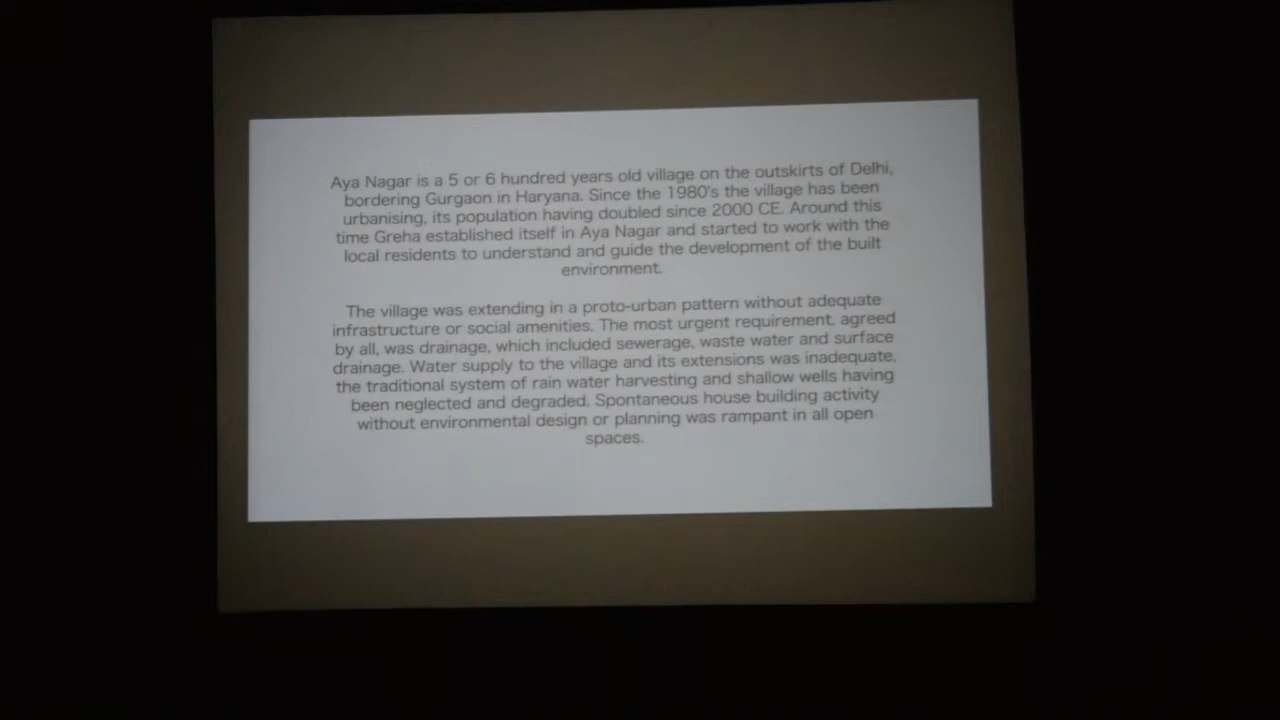 Aya Nagar is a 5 or 6 hundred years old village on the outskirts of Delhi,
bordering Gurgaon in Haryana. Since the 1980's the village has been
urbanising, its population having doubled since 2000 CE. Around this
time Greha established itself in Aya Nagar and started to work with the
local residents to understand and guide the development of the built
environment.
The village was extending in a proto-urban pattern without adequate
infrastructure or social amenities. The most urgent requirement, agreed
by all, was drainage, which included sewerage, waste water and surface
drainage. Water supply to the village and its extensions was inadequate,
the traditional system of rain water harvesting and shallow wells having
been neglected and degraded. Spontaneous house building activity
without environmental design or planning was rampant in all open
spaces.